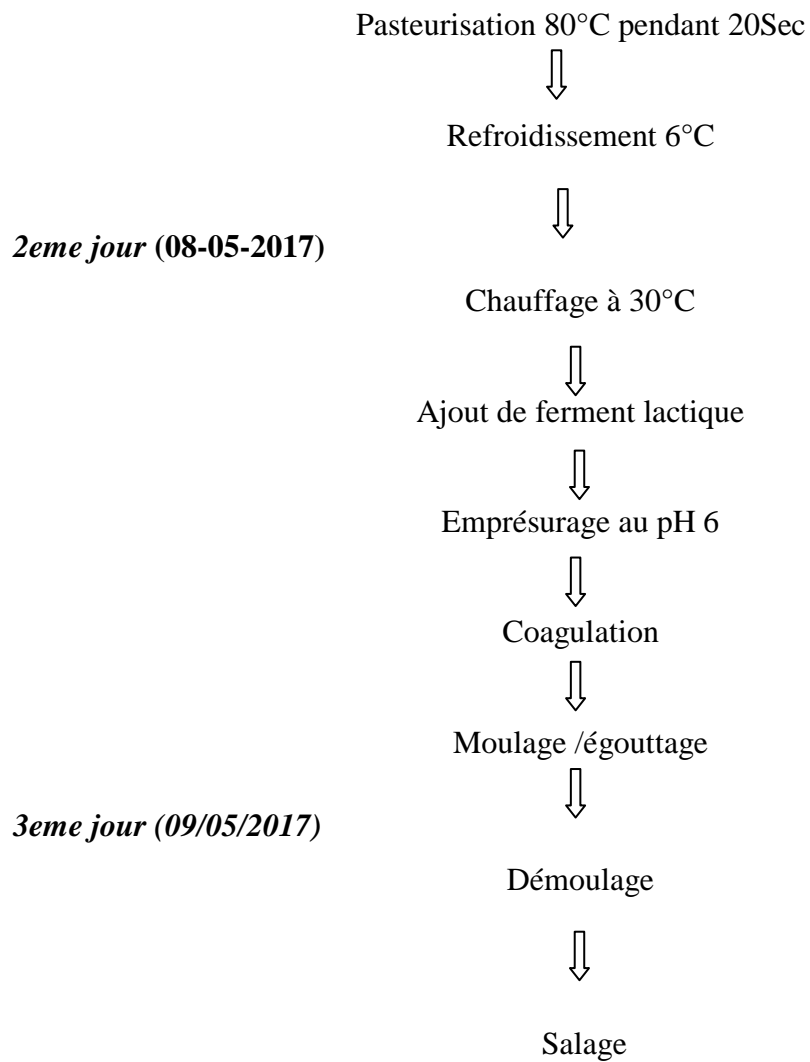 Pasteurisation 80°C pendant 20Sec
Refroidissement 6°C
2eme jour (08-05-2017)
Chauffage à 30°C
Ajout de ferment lactique
Emprésurage au pH 6
Coagulation
Moulage /égouttage
3eme jour (09/05/2017)
Démoulage
Salage